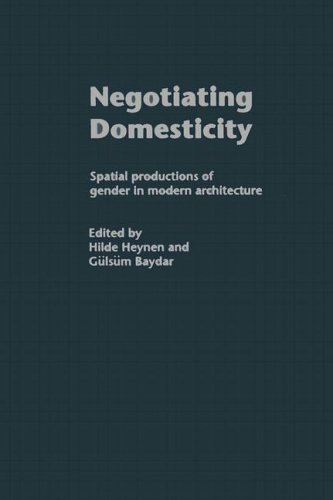 Negotiating
Domesticity
Spatial productions of
gender in modern architecture
Edited by
Hilde Heynen and
Gülsüm Baydar